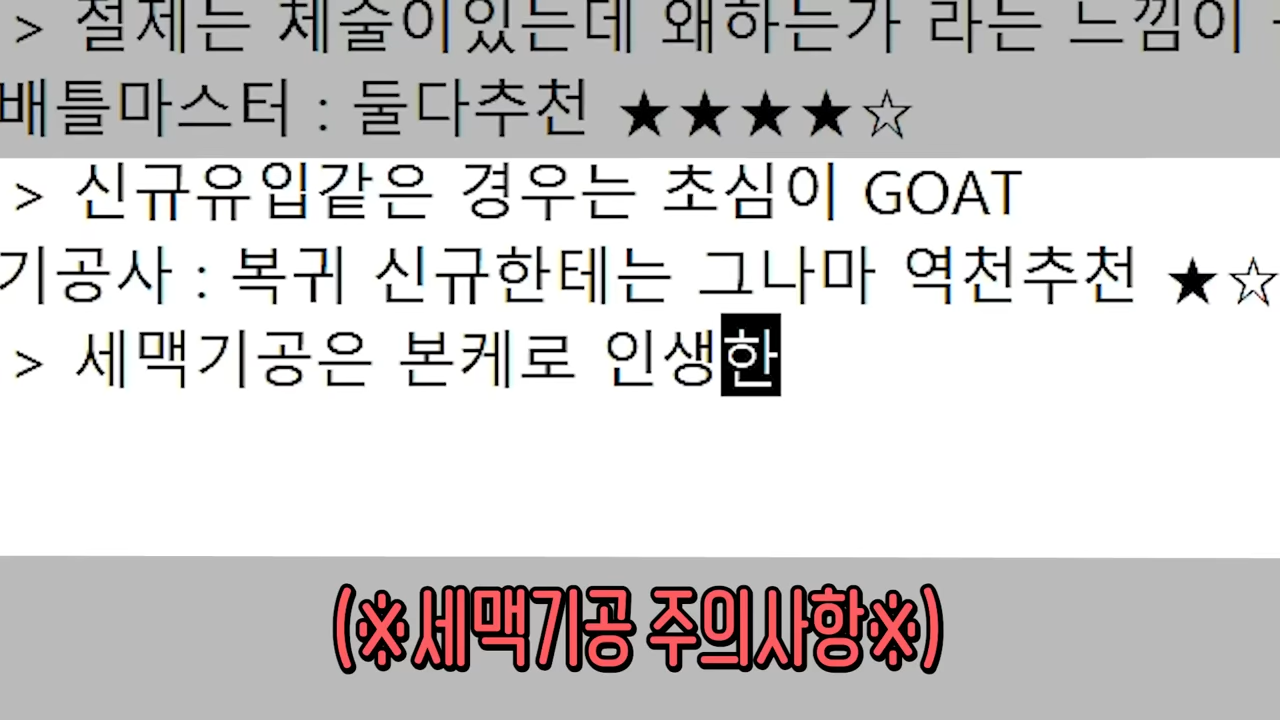 > 절제는 체술이있는데 왜하는가 라는 느낌이
배틀마스터 : 둘다추천 ★★★★☆
> 신규유입같은 경우는 초심이 GOAT
기공사 : 복귀 신규한테는 그나마 역천추천 ★☆
> 세맥기공은 본케로 인생한
(※세맥기공 주의사항※)